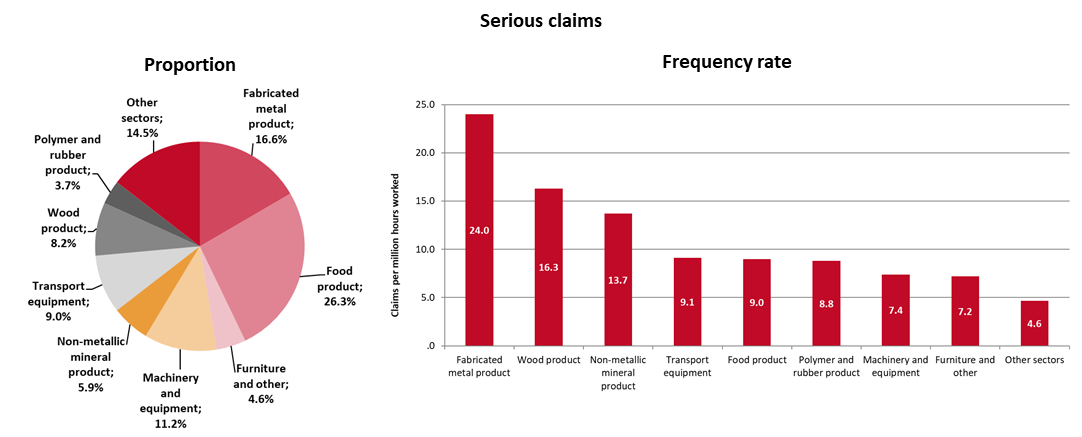 Serious claims
Proportion
Fabricated
metal
product;
16.6%
Food
product;
26.3%
Furniture
and other;
4.6%
Machinery
and
equipment;
11.2%
Non-metallic
mineral
product;
5.9%
Transport
equipment;
9.0%
Wood
product;
8.2%
Polymer and
rubber
product;
3.7%
Other
sectors;
14.5%
Frequency rate
Claims per million hours worked
25.0
20.0
15.0
10.0
5.0
.0
24.0
16.3
13.7
9.1
9.0
8.8
7.4
7.2
4.6
Fabricated
metal product
Wood product
Non-metallic
mineral
product
Transport
equipment
Food product
Polymer and
rubber product
Machinery and
equipment
Furniture and
other
Other sectors